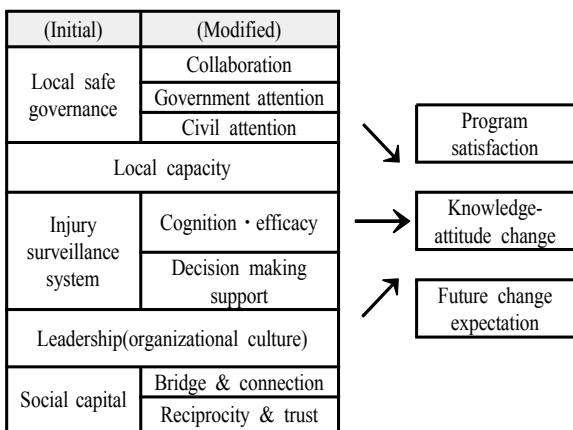 (Initial) (Modified)
Local safe
governance
Collaboration
Government attention
Civil attention
Local capacity
Injury
surveillance
system
Cognition・efficacy
Decision making
support
Leadership(organizational culture)
Social capital
Bridge & connection
Reciprocity & trust
Program
satisfaction
Knowledge-
attitude change
Future change
expectation